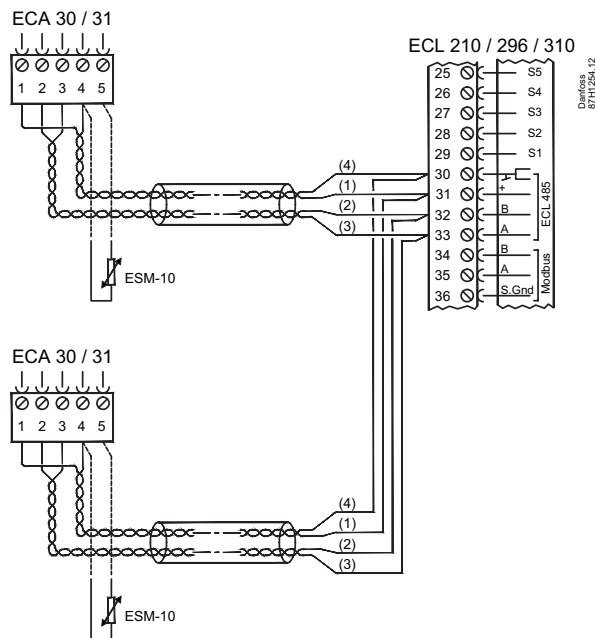 ECA 30 / 31
1 2 3 4 5
ESM-10
ECL 210 / 296 / 310
25 S5
26 S4
27 S3
28 S2
29 S1
30
31 +
32 B
33 A
34 B
35 A
36 S.Gnd
ECL 485
Modbus
Danfoss
87H1254.12
(4)
(1)
(2)
(3)
ECA 30 / 31
1 2 3 4 5
ESM-10
(4)
(1)
(2)
(3)